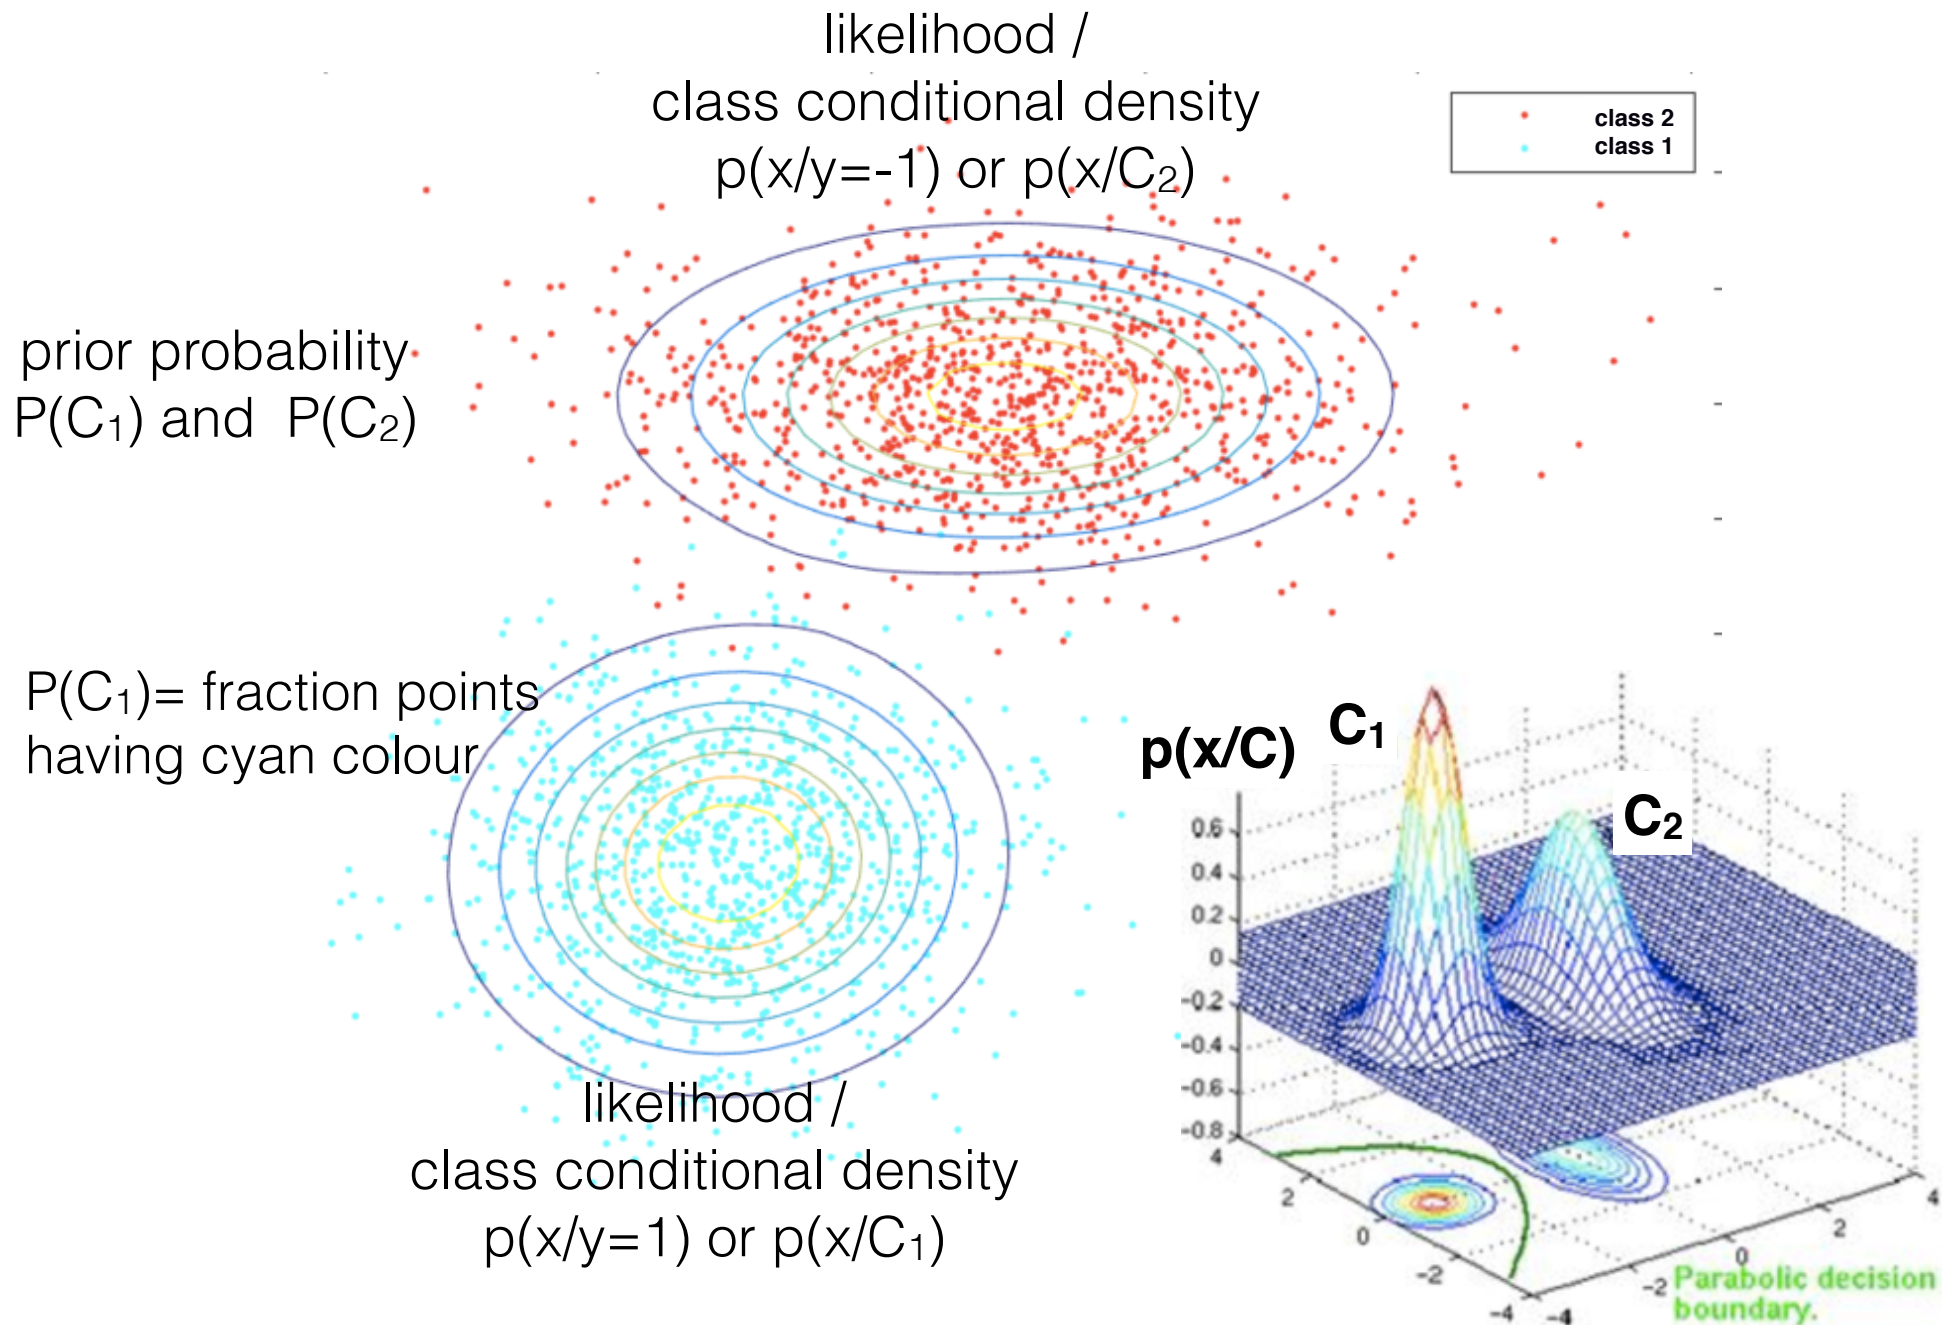 likelihood /
class conditional density
p(x/y=-1) or p(x/C₂)
class 2
class 1
prior probability
P(C₁) and P(C₂)
P(C₁)= fraction points
having cyan colour
likelihood /
class conditional density
p(x/y=1) or p(x/C₁)
p(x/C)
C₁
C₂
0.6
0.4
0.2
0
-0.2
-0.4
-0.6
-0.8
4
2
0
-2
-4
-4
-2
0
2
4
Parabolic decision
boundary.